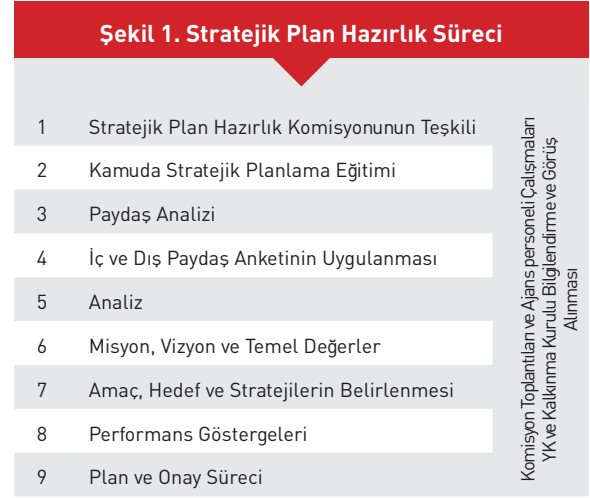 Şekil 1. Stratejik Plan Hazırlık Süreci
1 Stratejik Plan Hazırlık Komisyonunun Teşkili
2 Kamuda Stratejik Planlama Eğitimi
3 Paydaş Analizi
4 İç ve Dış Paydaş Anketinin Uygulanması
5 Analiz
6 Misyon, Vizyon ve Temel Değerler
7 Amaç, Hedef ve Stratejilerin Belirlenmesi
8 Performans Göstergeleri
9 Plan ve Onay Süreci
Komisyon Toplantıları ve Ajans personeli Çalışmaları
YK ve Kalkınma Kurulu Bilgilendirme ve Görüş
Alınması